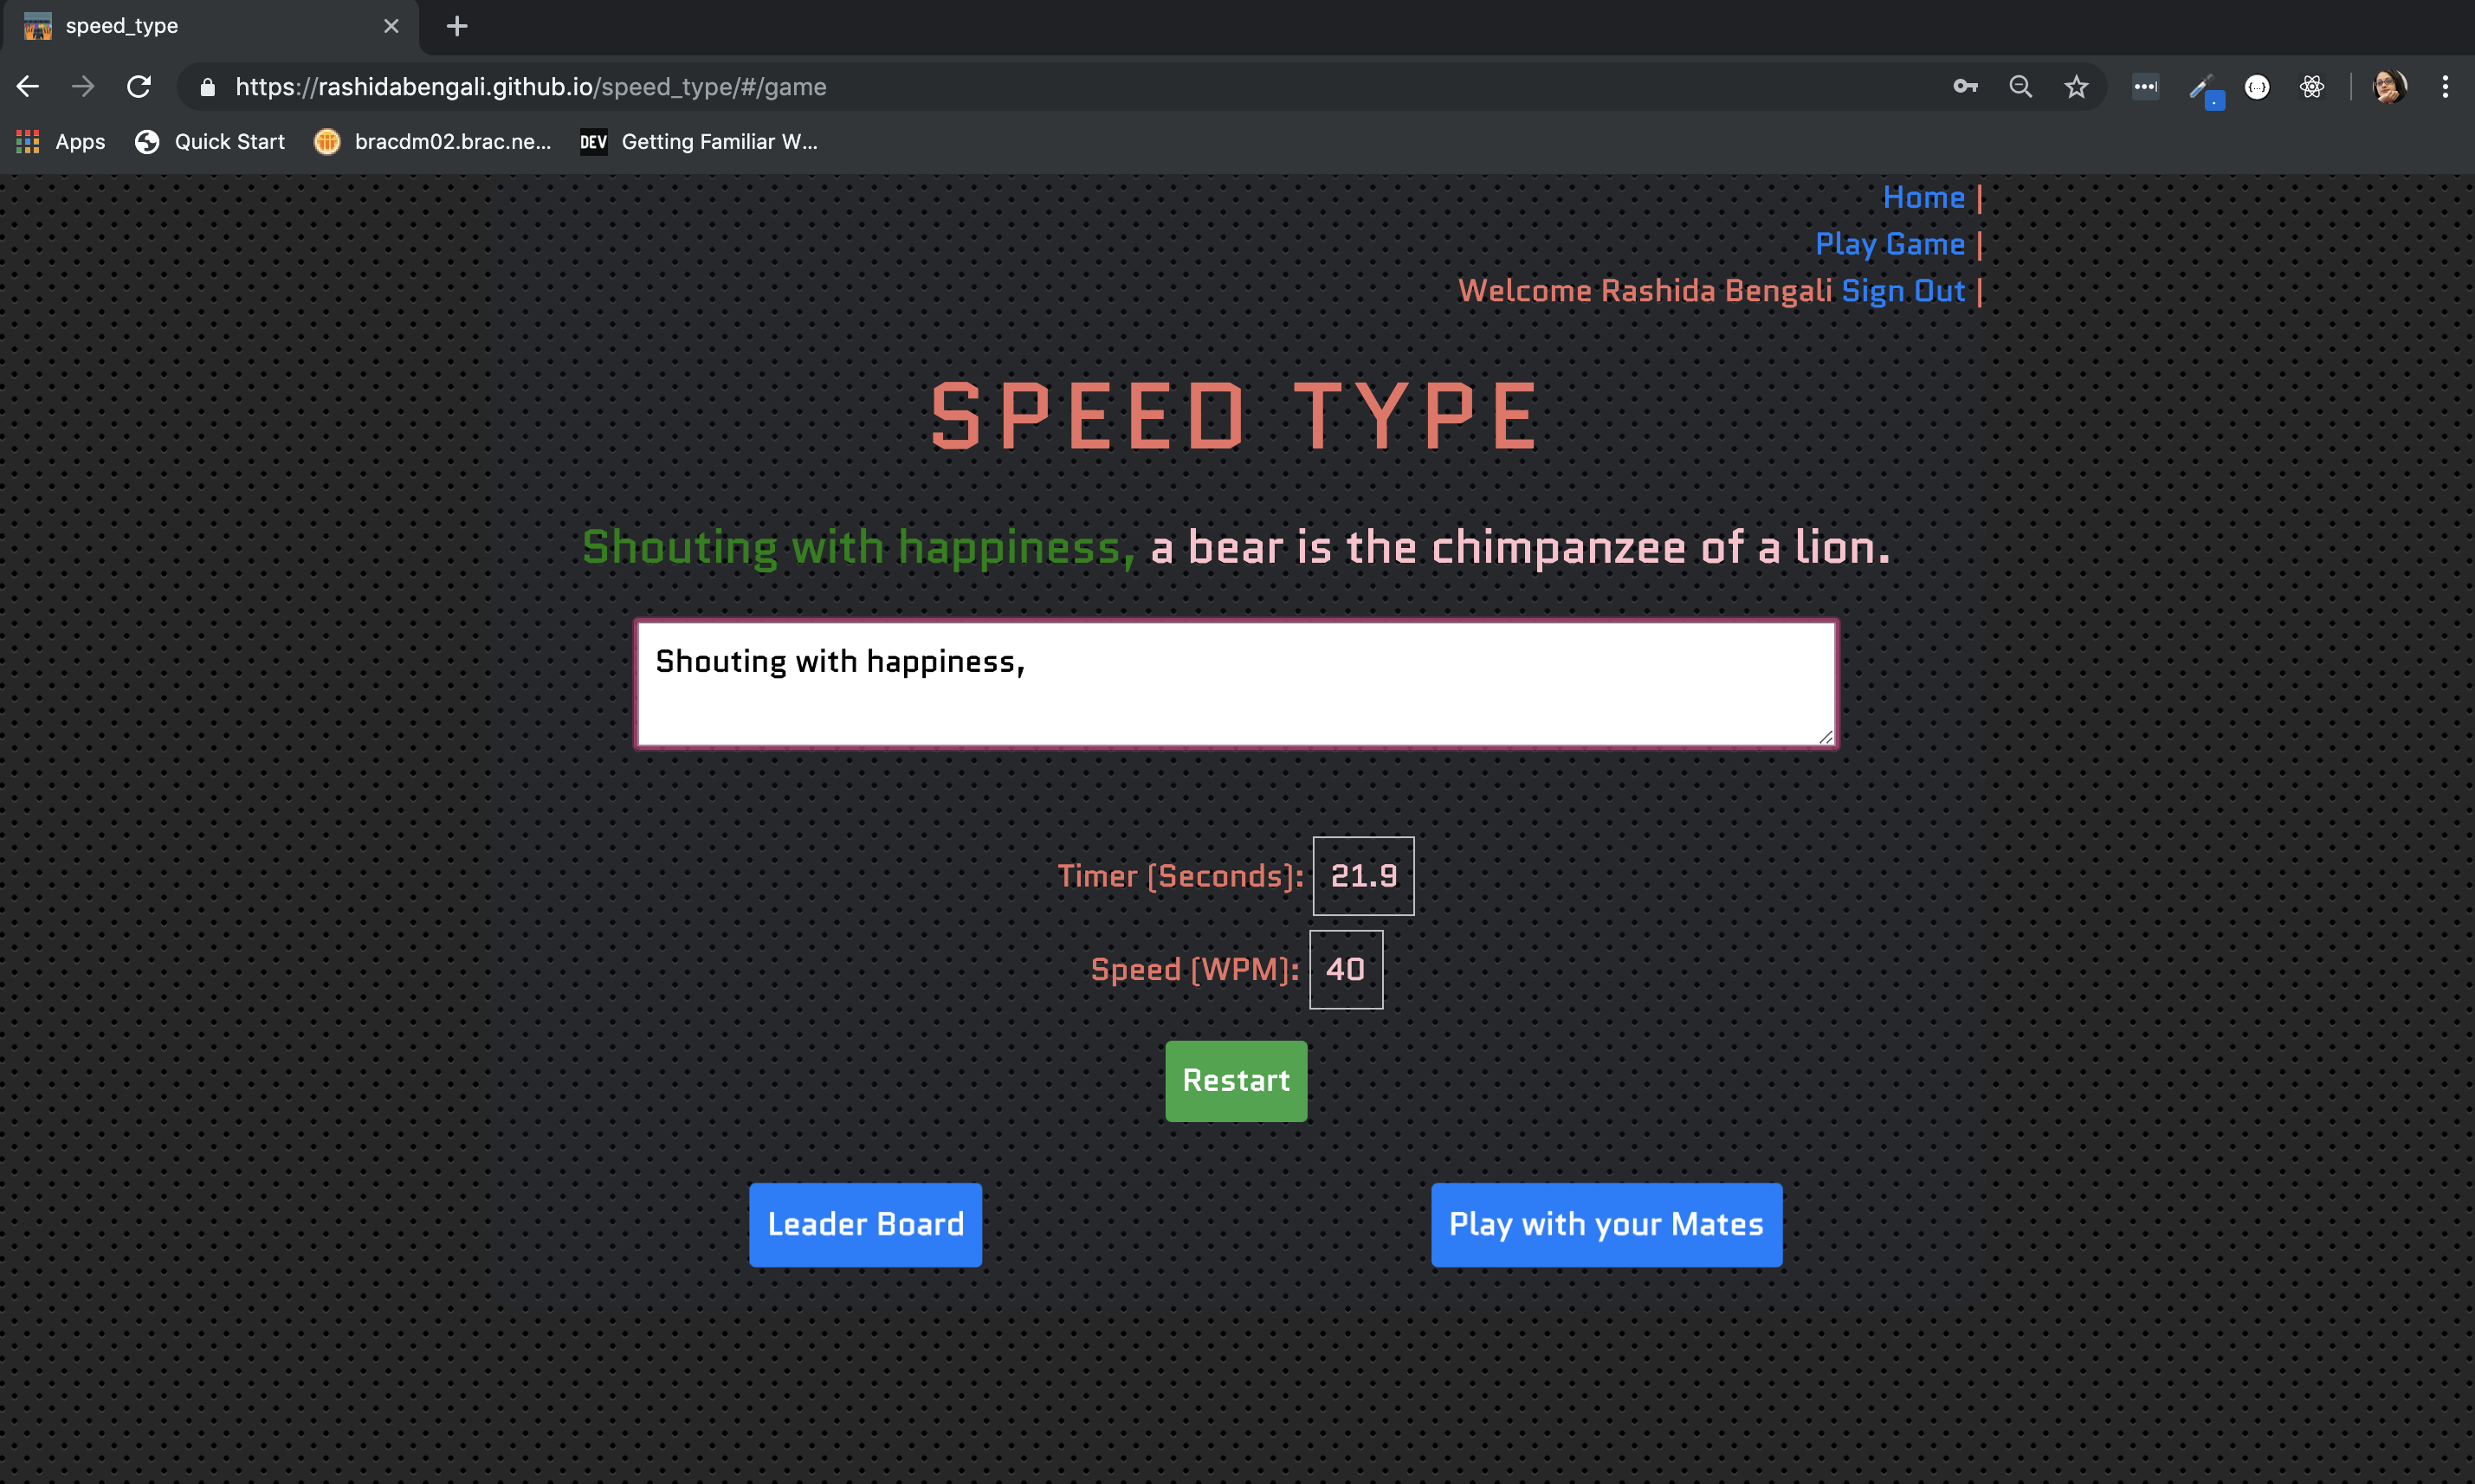 speed_type
https://rashidabengali.github.io/speed_type/#/game
Apps Quick Start bracdm02.brac.ne... DEV Getting Familiar W...
Home |
Play Game |
Welcome Rashida Bengali Sign Out |
SPEED TYPE
Shouting with happiness, a bear is the chimpanzee of a lion.
Shouting with happiness,
Timer (Seconds): 21.9
Speed (WPM): 40
Restart
Leader Board Play with your Mates